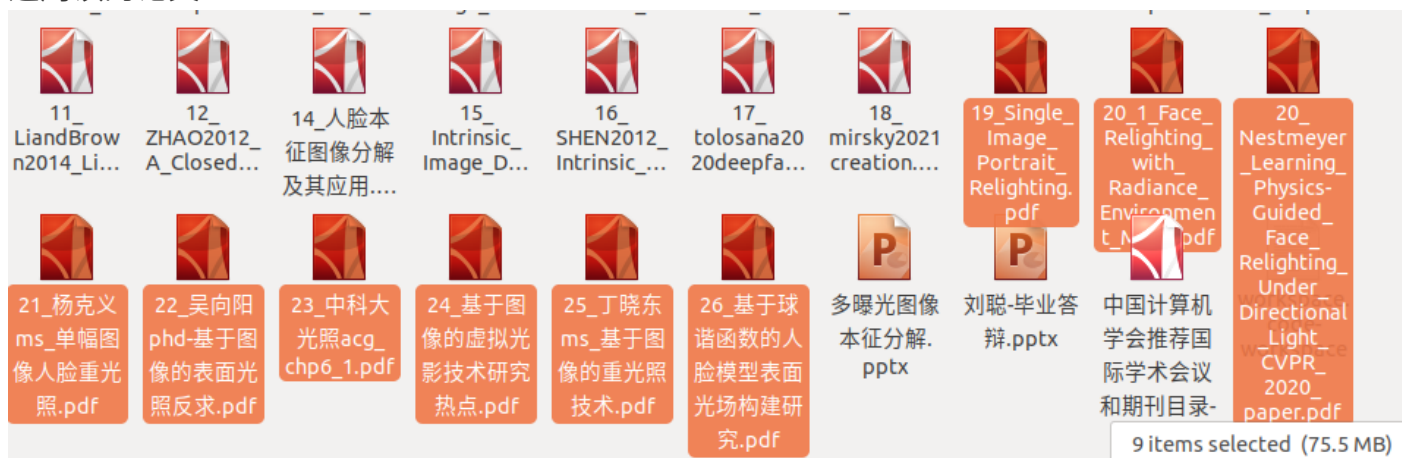 11_
LiandBrow
n2014_Li...
12_
ZHAO2012_
A_Closed...
14_人脸本
征图像分解
及其应用....
15_
Intrinsic_
Image_D...
16_
SHEN2012_
Intrinsic_...
17_
tolosana20
20deepfa...
18_
mirsky2021
creation....
19_Single_
Image_
Portrait_
Relighting.
pdf
20_1_Face_
Relighting_
with_
Radiance_
Environmen
20_
Nestmeyer
_Learning_
Physics-
Guided_
Face_
Relighting_
Under_
Directional
_Light_
CVPR_
2020_
paper.pdf
21_杨克义
ms_单幅图
像人脸重光
照.pdf
22_吴向阳
phd-基于图
像的表面光
照反求.pdf
23_中科大
光照acg_
chp6_1.pdf
24_基于图
像的虚拟光
影技术研究
热点.pdf
25_丁晓东
ms_基于图
像的重光照
技术.pdf
26_基于球
谐函数的人
脸模型表面
光场构建研
究.pdf
多曝光图像
本征分解.
pptx
刘聪-毕业答
辩.pptx
中国计算机
学会推荐国
际学术会议
和期刊目录-
9 items selected (75.5 MB)